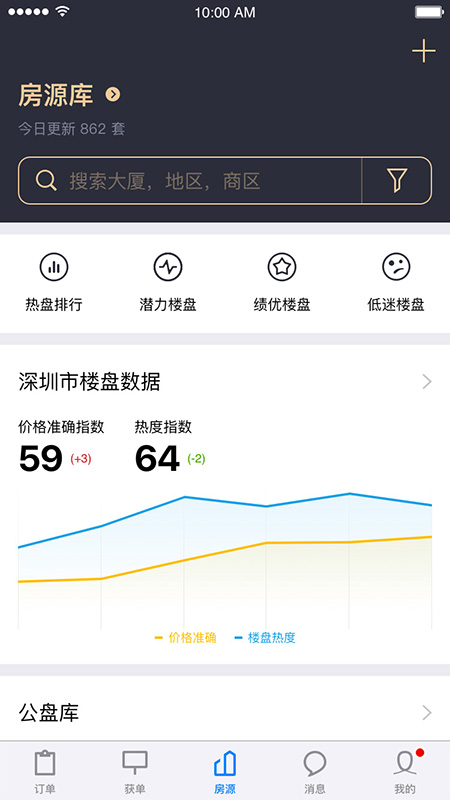 10:00 AM
房源库
今日更新 862 套
搜索大厦，地区，商区
热盘排行 潜力楼盘 绩优楼盘 低迷楼盘
深圳市楼盘数据
价格准确指数 热度指数
59 (+3) 64 (-2)
价格准确 楼盘热度
公盘库
订单 获单 房源 消息 我的